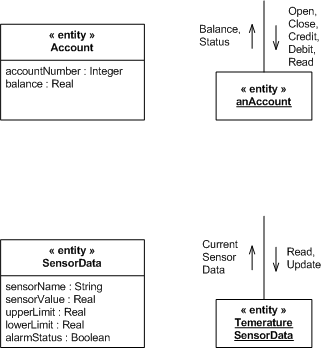 « entity »
Account
accountNumber : Integer
balance : Real
Balance,
Status
Open,
Close,
Credit,
Debit,
Read
« entity »
anAccount
« entity »
SensorData
sensorName : String
sensorValue : Real
upperLimit : Real
lowerLimit : Real
alarmStatus : Boolean
Current
Sensor
Data
Read,
Update
« entity »
Temerature
SensorData